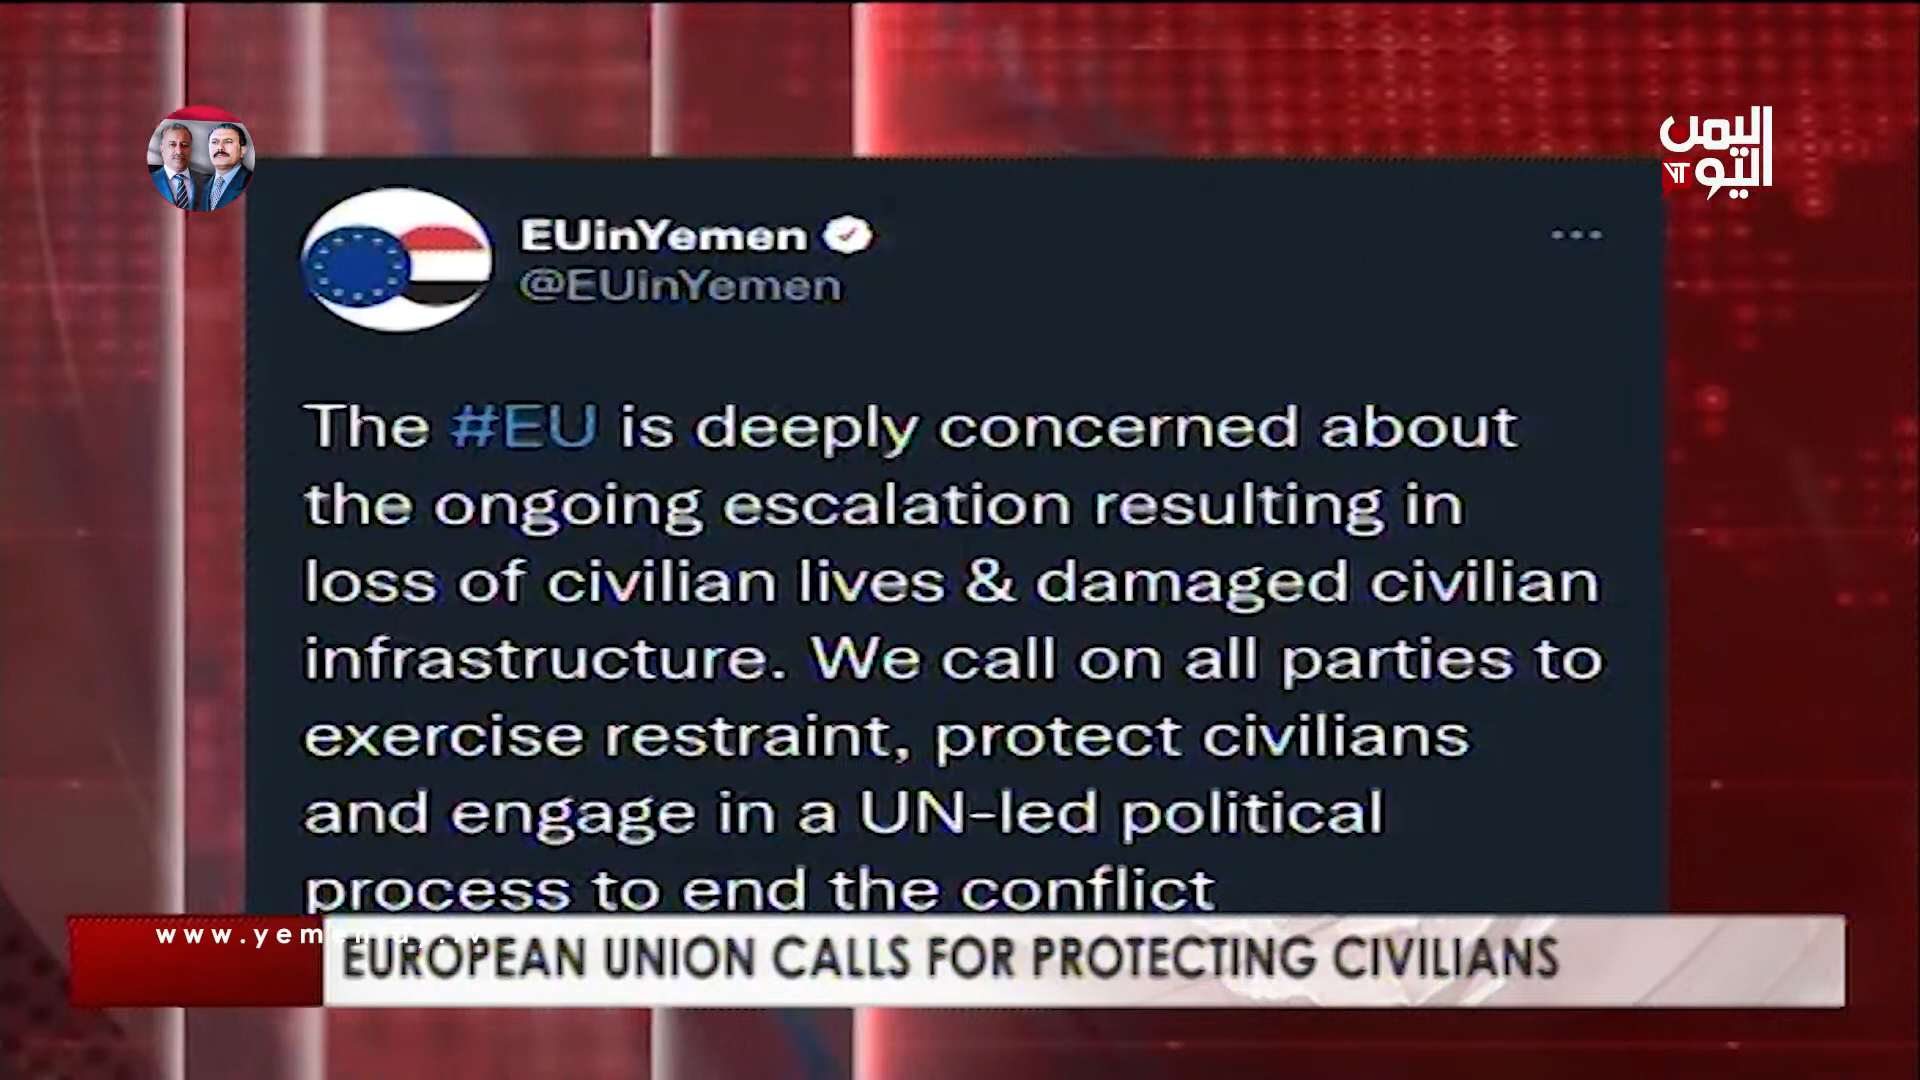 اليمن
اليوم
YT
EUinYemen
@EUinYemen
The #EU is deeply concerned about
the ongoing escalation resulting in
loss of civilian lives & damaged civilian
infrastructure. We call on all parties to
exercise restraint, protect civilians
and engage in a UN-led political
process to end the conflict
EUROPEAN UNION CALLS FOR PROTECTING CIVILIANS